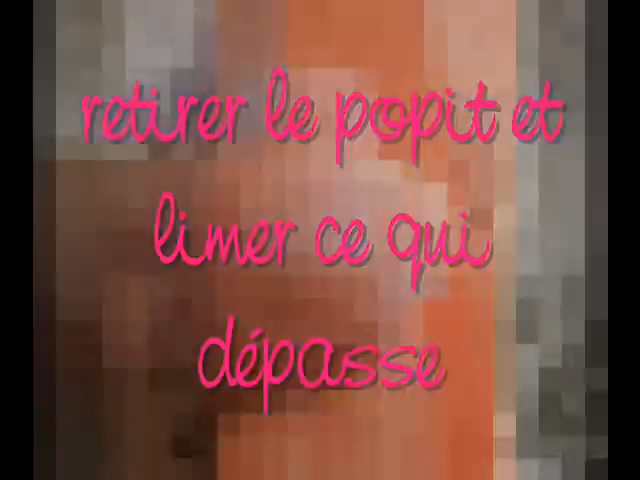 retirer le popit et
limer ce qui
dépasse